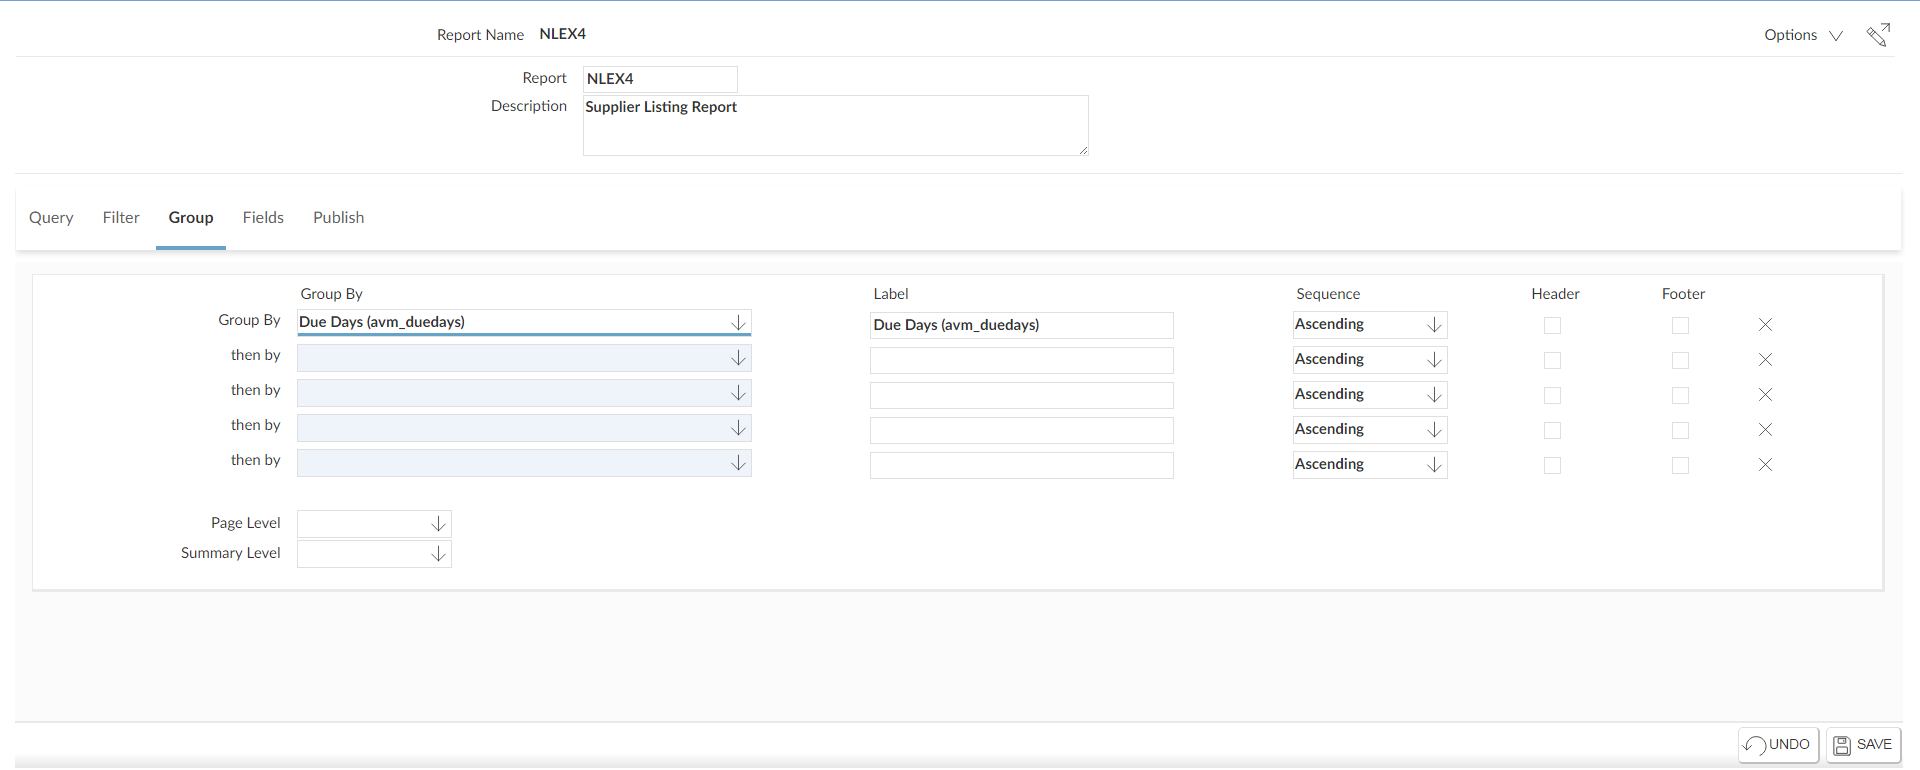 Report Name NLEX4 Options
Report NLEX4
Description Supplier Listing Report
Query Filter Group Fields Publish
Group By Label Sequence Header Footer
Group By Due Days (avm_duedays) Due Days (avm_duedays) Ascending
then by Ascending
then by Ascending
then by Ascending
then by Ascending
Page Level
Summary Level
UNDO SAVE